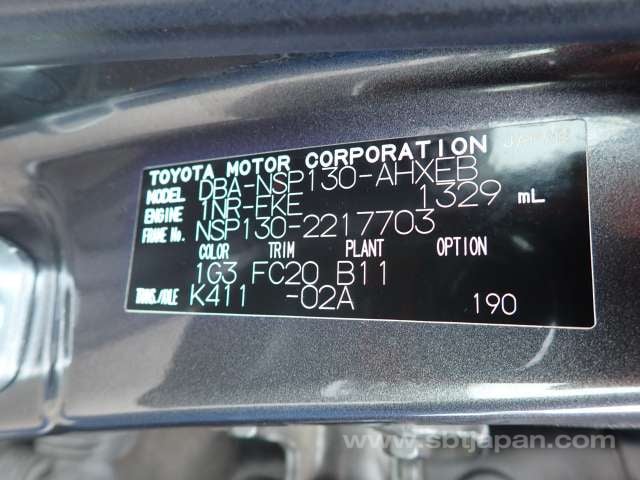 TOYOTA MOTOR CORPORATION JAPAN
MODEL DBA-NSP130-AHXEB
ENGINE 1NR-FKE 1329 mL
FRAME No. NSP130-2217703
COLOR TRIM PLANT OPTION
1G3 FC20 B11
TRANS./AXLE K411 -02A 190
www.sbtjapan.com